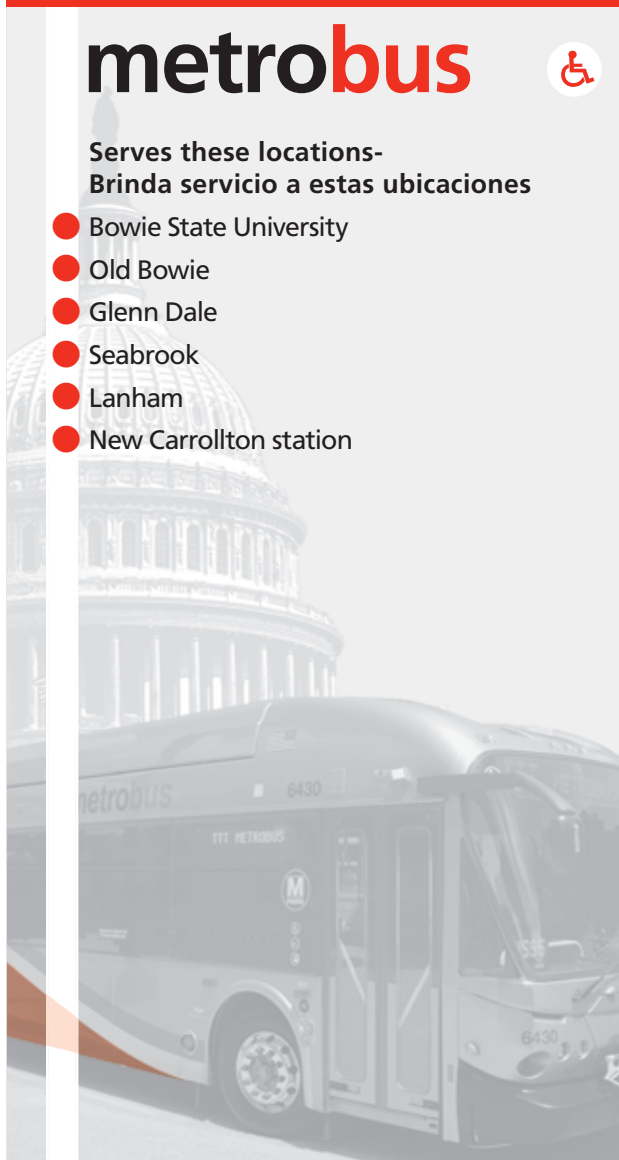 metrobus
Serves these locations-
Brinda servicio a estas ubicaciones
Bowie State University
Old Bowie
Glenn Dale
Seabrook
Lanham
New Carrollton station
metrobus
6430
TYT METROBUS
M
6430